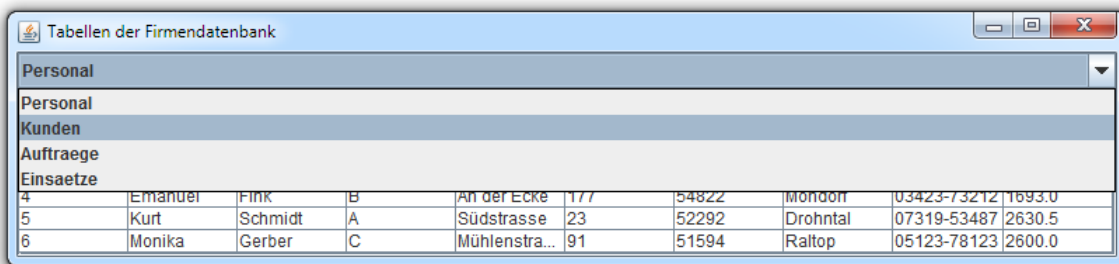 Tabellen der Firmendatenbank
Personal
Personal
Kunden
Auftraege
Einsaetze
4 Emanuel Fink B An der Ecke 177 54822 Mondorf 03423-73212 1693.0
5 Kurt Schmidt A Südstrasse 23 52292 Drohntal 07319-53487 2630.5
6 Monika Gerber C Mühlenstra... 91 51594 Raltop 05123-78123 2600.0